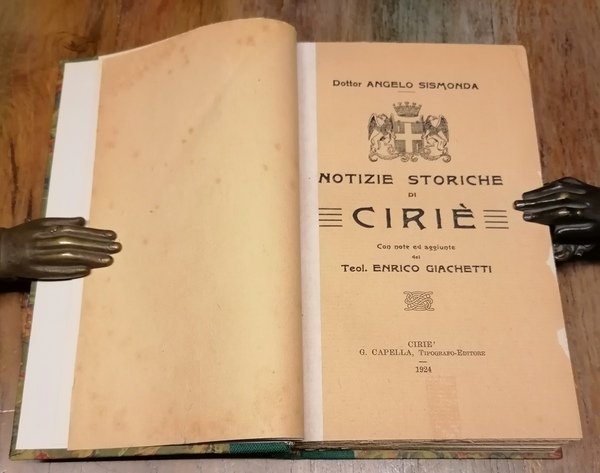 Dottor ANGELO SISMONDA
NOTIZIE STORICHE
DI
CIRIÈ
Con note ed aggiunte
del
Teol. ENRICO GIACHETTI
CIRIE'
G. CAPELLA, TIPOGRAFO-EDITORE
1924